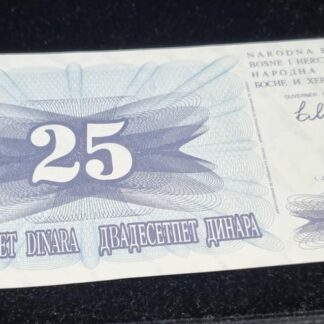 NARODNA
BOSNE I HERC
НАРОДНА
БОСНЕ И ХЕР
25
ET DINARA ДВАДЕСЕТПЕТ ДИНАРА